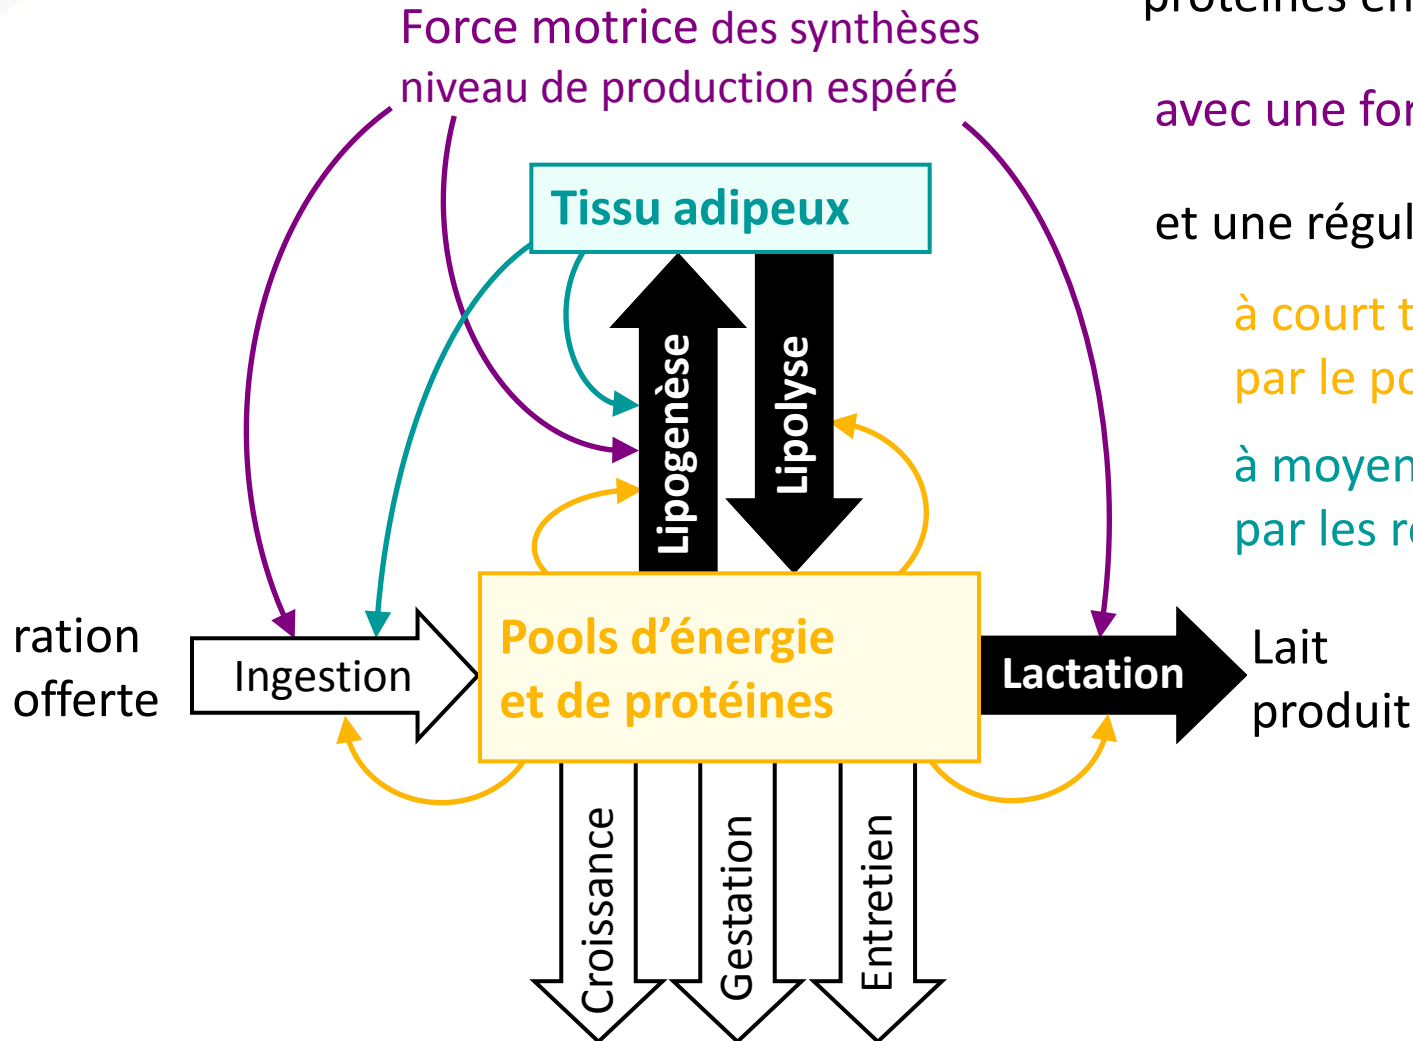 Force motrice des synthèses
niveau de production espéré
Tissu adipeux
Lipogenèse
Lipolyse
ration
offerte
Ingestion
Pools d’énergie
et de protéines
Lactation
Lait
produit
Croissance
Gestation
Entretien
protéines en
avec une for
et une régul
à court t
par le po
à moyen
par les r